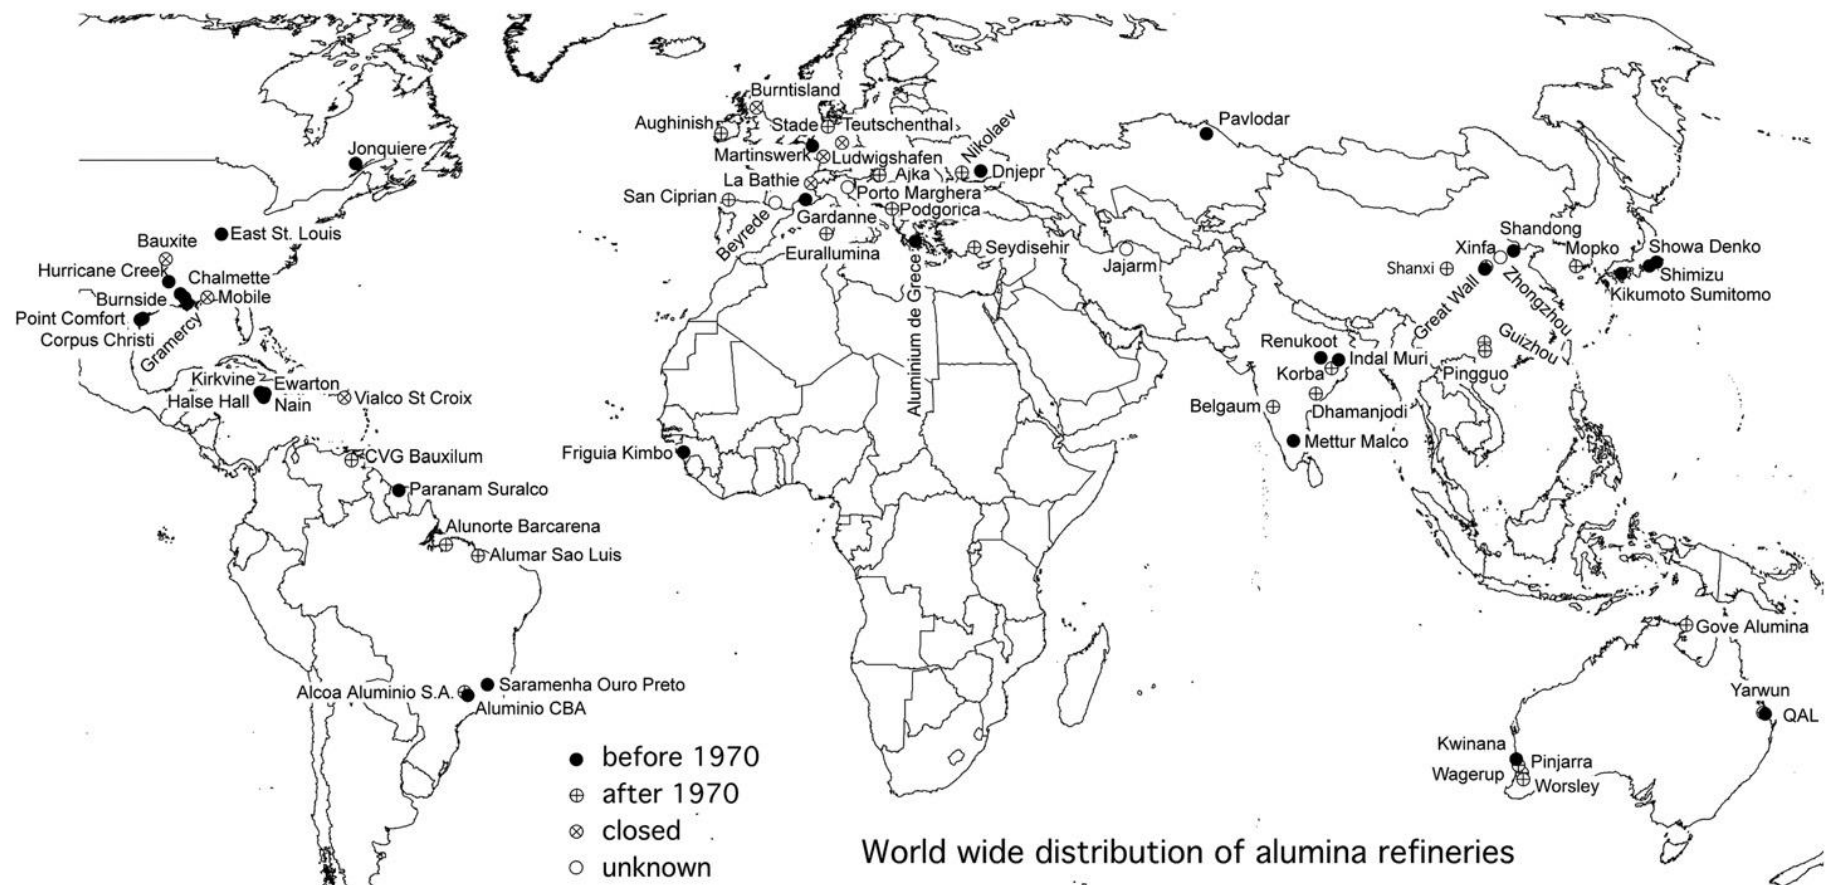 Burntisland
Aughinish
Stade
Teutschenthal
Nikolaev
Pavlodar
Jonquiere
Martinswerk
Ludwigshafen
La Bathie
Ajka
Dnjepr
San Ciprian
Porto Marghera
Beyrede
Podgorica
Gardanne
East St. Louis
Bauxite
Eurallumina
Seydisehir
Jajarm
Shandong
Xinfa
Mopko
Showa Denko
Shanxi
Shimizu
Hurricane Creek
Chalmette
Burnside
Mobile
Kikumoto Sumitomo
Great Wall
Zhongzhou
Aluminium de Grece
Point Comfort
Corpus Christi
Gramercy
Renukoot
Indal Muri
Guizhou
Korba
Pingguo
Kirkvine
Ewarton
Halse Hall
Nain
Vialco St Croix
Belgaum
Dhamanjodi
Mettur Malco
CVG Bauxilum
Friguia Kimbo
Paranam Suralco
Alunorte Barcarena
Alumar Sao Luis
Gove Alumina
Alcoa Aluminio S.A.
Saramenha Ouro Preto
Aluminio CBA
Yarwun
QAL
Kwinana
Pinjarra
Wagerup
Worsley
before 1970
after 1970
closed
unknown
World wide distribution of alumina refineries